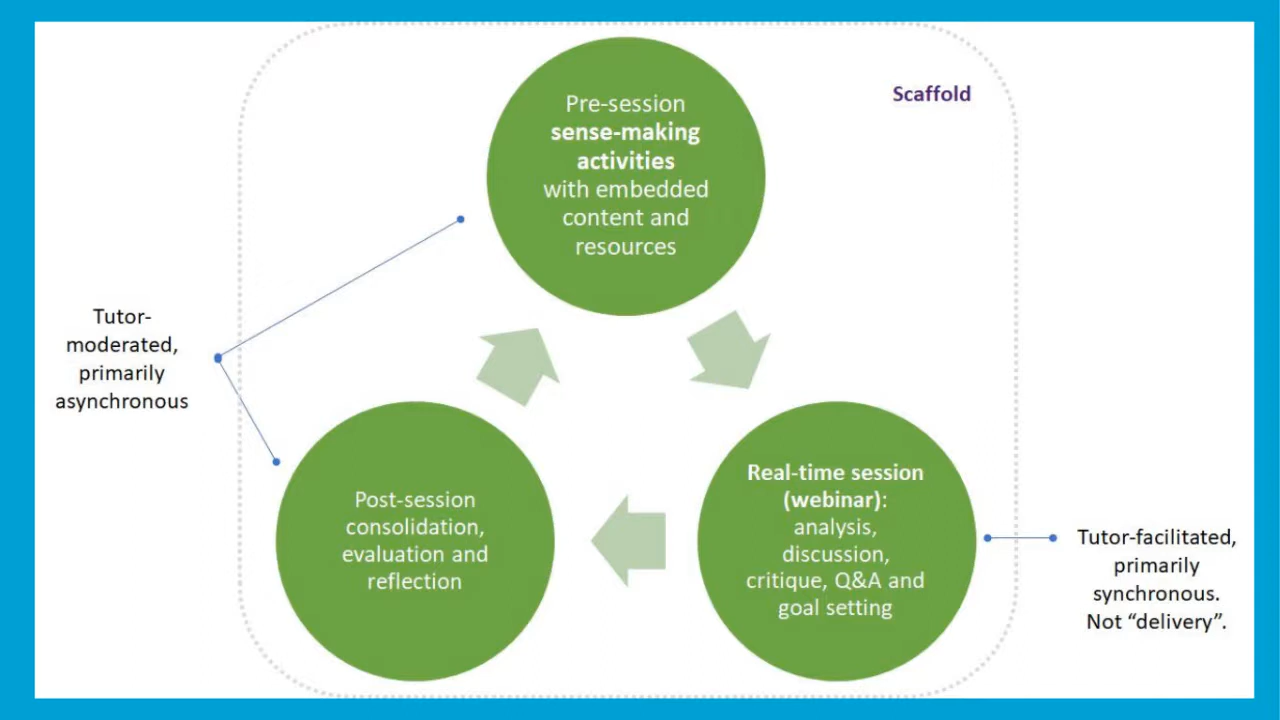 Scaffold
Pre-session
sense-making
activities
with embedded
content and
resources
Tutor-
moderated,
primarily
asynchronous
Post-session
consolidation,
evaluation and
reflection
Real-time session
(webinar):
analysis,
discussion,
critique, Q&A and
goal setting
Tutor-facilitated,
primarily
synchronous.
Not “delivery”.